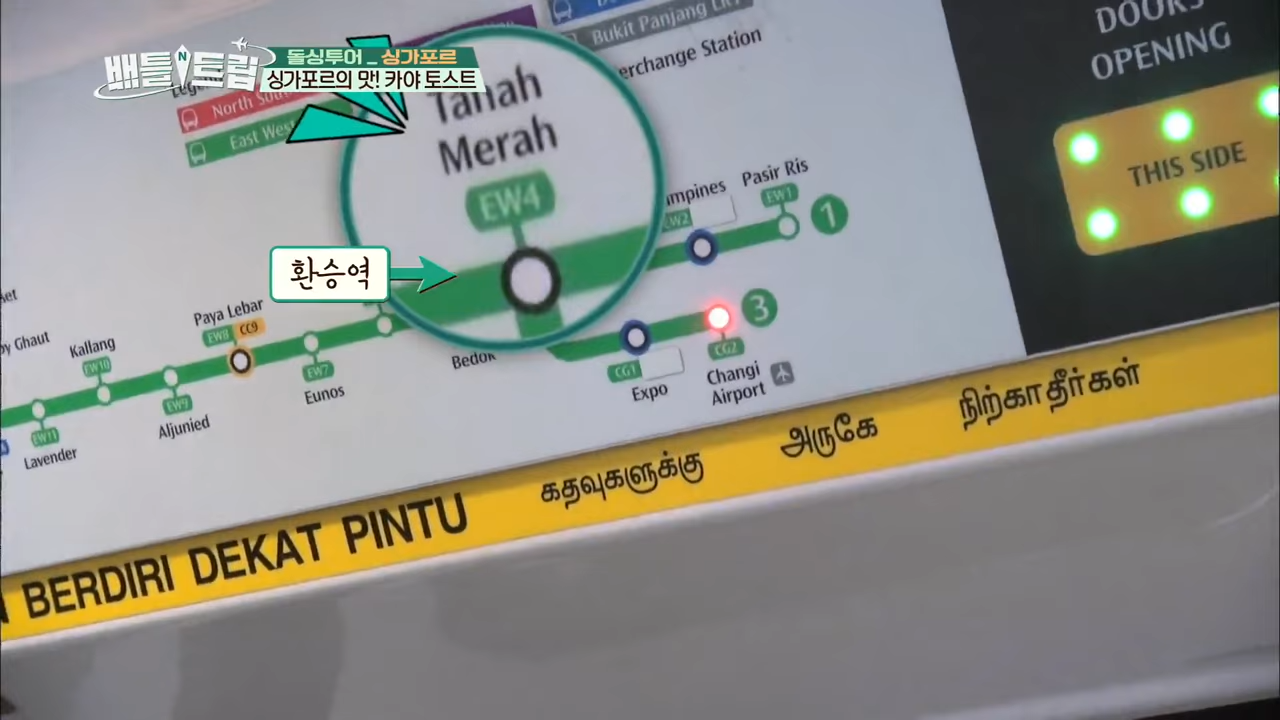 배틀트립
돌싱투어 _ 싱가포르
싱가포르의 맛! 카야 토스트
North
East West
Bukit Panjang
erchange Station
DOORS
OPENING
THIS SIDE
Tanah
Merah
EW4
환승역
mpines
EW2
Pasir Ris
EW1
1
3
Paya Lebar
EW8 CC9
Ghaut
Kallang
EW10
Bedok
EW7
Eunos
CG1
Expo
CG2
Changi
Airport
EW9
Aljunied
EW11
Lavender
BERDIRI DEKAT PINTU
கதவுகளுக்கு அருகே நிற்காதீர்கள்